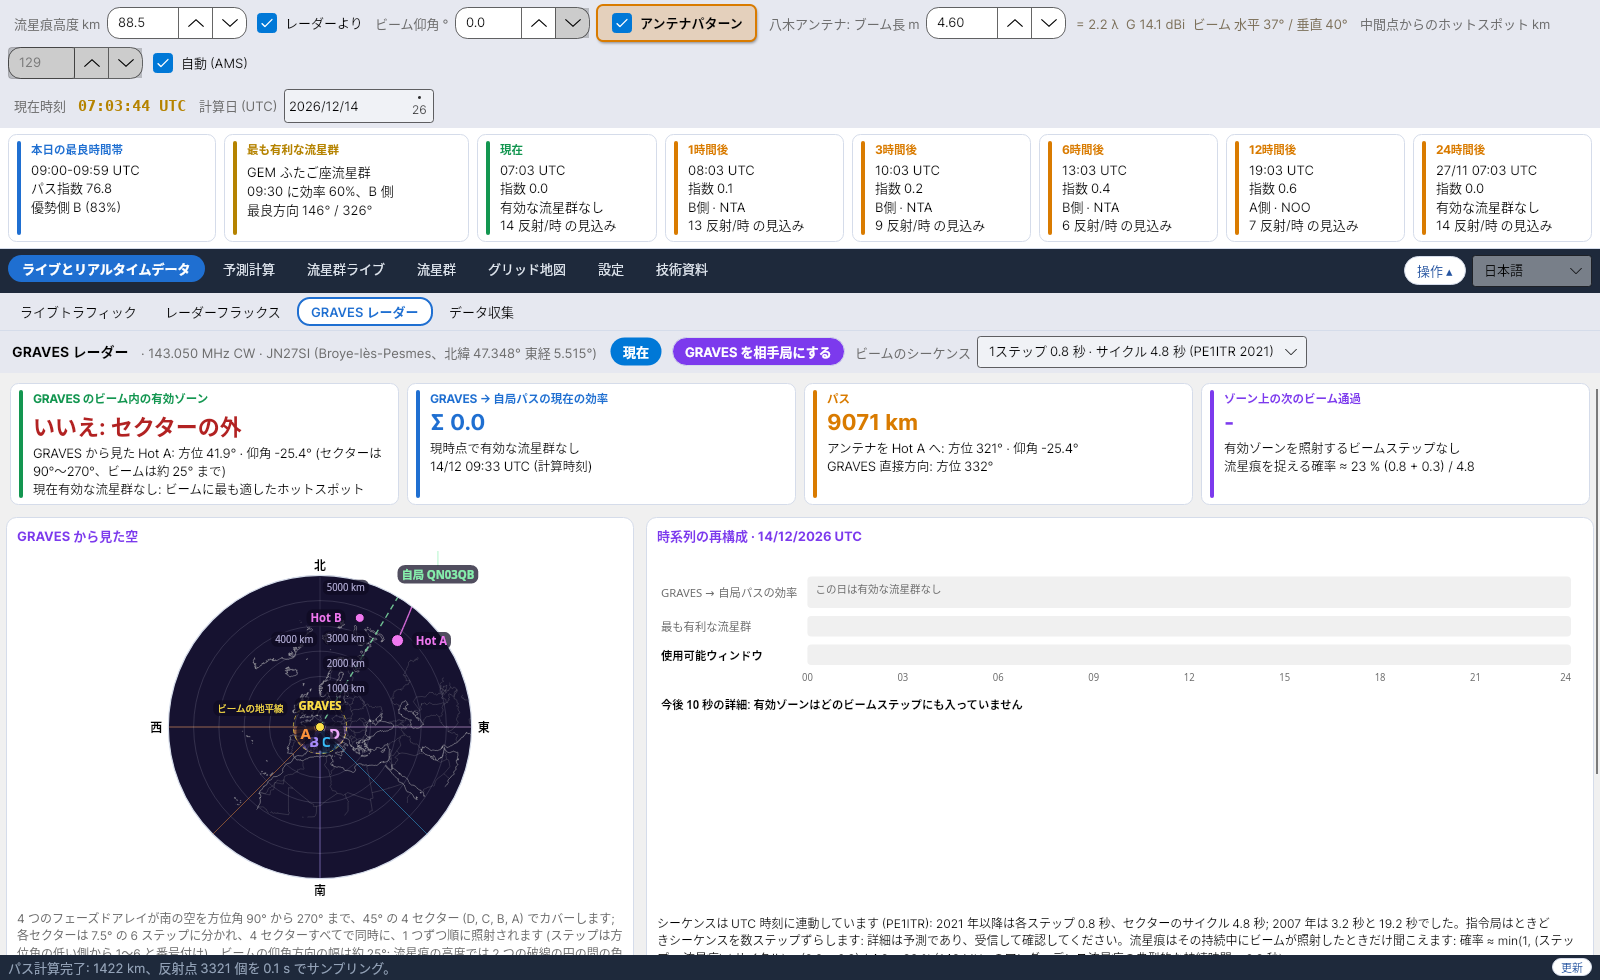 流星痕高度 km 88.5 レーダーより ビーム仰角 ° 0.0 アンテナパターン 八木アンテナ: ブーム長 m 4.60 = 2.2 λ G 14.1 dBi ビーム 水平 37° / 垂直 40° 中間点からのホットスポット km
129 自動 (AMS)
現在時刻 07:03:44 UTC 計算日 (UTC) 2026/12/14 26
本日の最良時間帯
09:00-09:59 UTC
パス指数 76.8
優勢側 B (83%)
最も有利な流星群
GEM ふたご座流星群
09:30 に効率 60%、B 側
最良方向 146° / 326°
現在
07:03 UTC
指数 0.0
有効な流星群なし
14 反射/時 の見込み
1時間後
08:03 UTC
指数 0.1
B側 · NTA
13 反射/時 の見込み
3時間後
10:03 UTC
指数 0.2
B側 · NTA
9 反射/時 の見込み
6時間後
13:03 UTC
指数 0.4
B側 · NTA
6 反射/時 の見込み
12時間後
19:03 UTC
指数 0.6
A側 · NOO
7 反射/時 の見込み
24時間後
27/11 07:03 UTC
指数 0.0
有効な流星群なし
14 反射/時 の見込み
ライブとリアルタイムデータ 予測計算 流星群ライブ 流星群 グリッド地図 設定 技術資料 操作 ▴ 日本語
ライブトラフィック レーダーフラックス GRAVES レーダー データ収集
GRAVES レーダー · 143.050 MHz CW · JN27SI (Broye-lès-Pesmes、北緯 47.348° 東経 5.515°) 現在 GRAVES を相手局にする ビームのシーケンス 1ステップ 0.8 秒 · サイクル 4.8 秒 (PE1ITR 2021)
GRAVES のビーム内の有効ゾーン
いいえ: セクターの外
GRAVES から見た Hot A: 方位 41.9° · 仰角 -25.4° (セクターは
90°〜270°、ビームは約 25° まで)
現在有効な流星群なし: ビームに最も適したホットスポット
GRAVES → 自局パスの現在の効率
Σ 0.0
現時点で有効な流星群なし
14/12 09:33 UTC (計算時刻)
パス
9071 km
アンテナを Hot A へ: 方位 321° · 仰角 -25.4°
GRAVES 直接方向: 方位 332°
ゾーン上の次のビーム通過
-
有効ゾーンを照射するビームステップなし
流星痕を捉える確率 ≈ 23 % (0.8 + 0.3) / 4.8
GRAVES から見た空
北
自局 QN03QB
5000 km
Hot B
4000 km 3000 km
Hot A
2000 km
1000 km
ビームの地平線 GRAVES
西 東
A D
B C
南
4 つのフェーズドアレイが南の空を方位角 90° から 270° まで、45° の 4 セクター (D, C, B, A) でカバーします;
各セクターは 7.5° の 6 ステップに分かれ、4 セクターすべてで同時に、1 つずつ順に照射されます (ステップは方
位角の低い側から 1〜6 と番号付け)。ビームの仰角方向の幅は約 25°: 流星痕の高度では 2 つの破線の円の間の角
時系列の再構成 · 14/12/2026 UTC
GRAVES → 自局パスの効率 この日は有効な流星群なし
最も有利な流星群
使用可能ウィンドウ
00 03 06 09 12 15 18 21 24
今後 10 秒の詳細: 有効ゾーンはどのビームステップにも入っていません
シーケンスは UTC 時刻に連動しています (PE1ITR): 2021 年以降は各ステップ 0.8 秒、セクターのサイクル 4.8 秒; 2007 年は 3.2 秒と 19.2 秒でした。指令局はときど
きシーケンスを数ステップずらします: 詳細は予測であり、受信して確認してください。流星痕はその持続中にビームが照射したときだけ聞こえます: 確率 ≈ min(1, (ステッ
パス計算完了: 1422 km、反射点 3321 個を 0.1 s でサンプリング。 更新